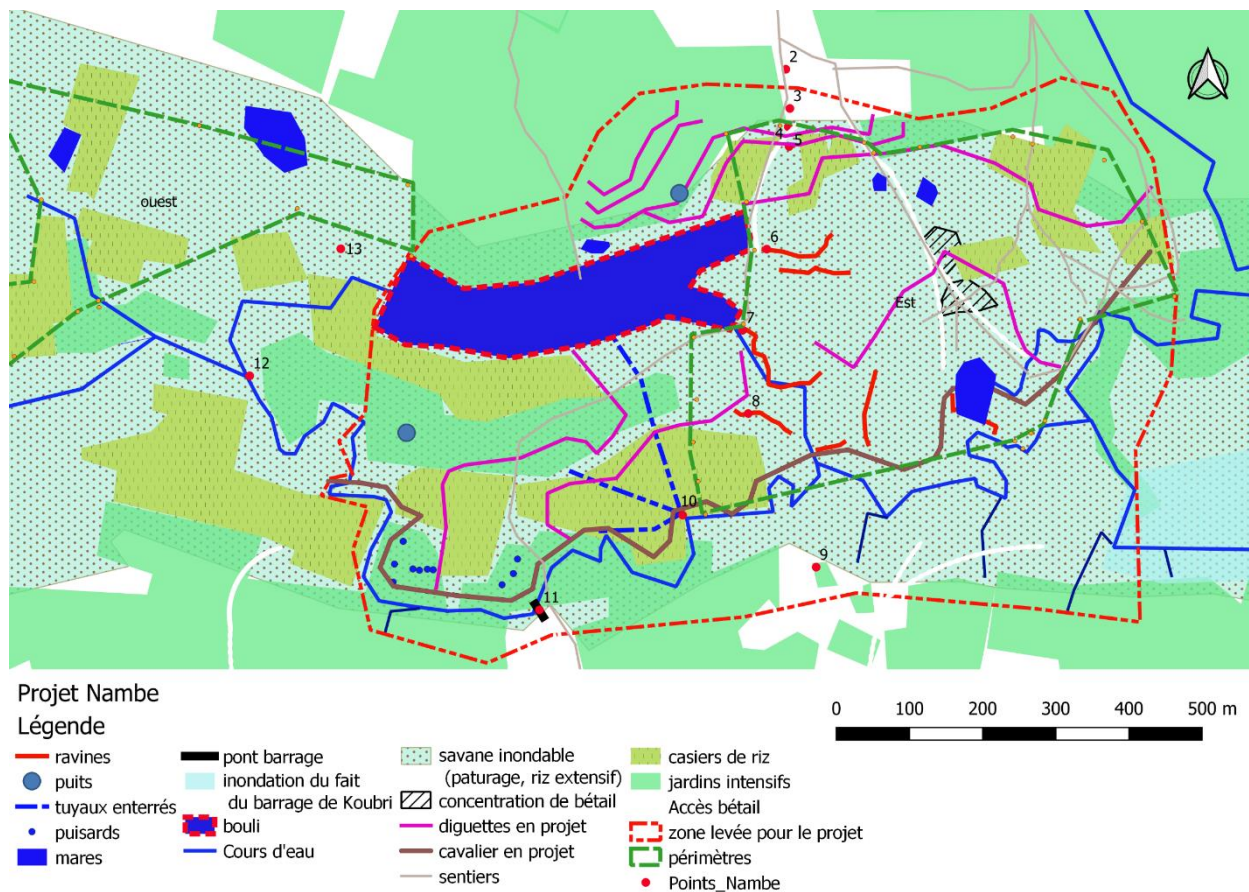 2
3
4
5
ouest
13
6
Est
7
12
8
10
9
11
Projet Nambe
Légende
0 100 200 300 400 500 m
ravines
puits
tuyaux enterrés
puisards
mares
pont barrage
inondation du fait
du barrage de Koubri
bouli
Cours d'eau
savane inondable
(paturage, riz extensif)
concentration de bétail
diguettes en projet
cavalier en projet
sentiers
casiers de riz
jardins intensifs
Accès bétail
zone levée pour le projet
périmètres
Points_Nambe